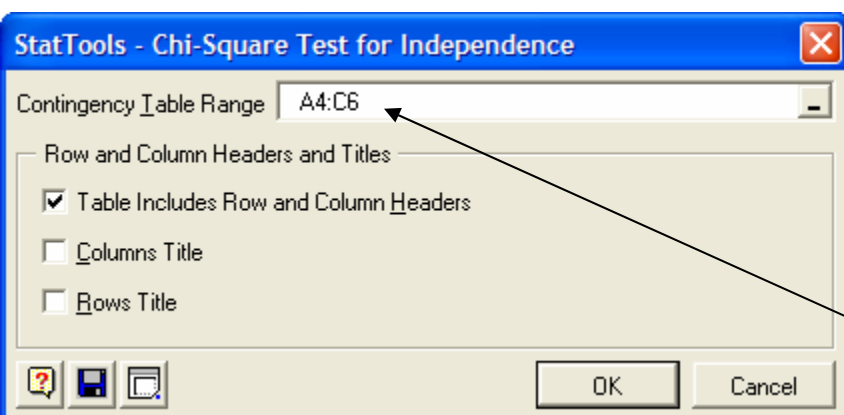 StatTools - Chi-Square Test for Independence
Contingency Table Range A4:C6
Row and Column Headers and Titles
Table Includes Row and Column Headers
Columns Title
Rows Title
OK Cancel